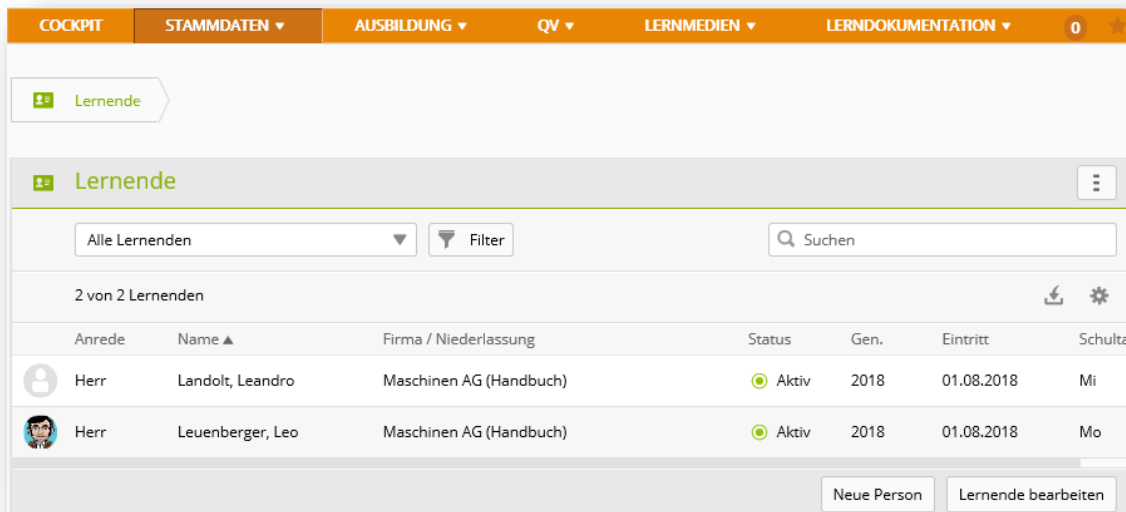 COCKPIT STAMMDATEN ▼ AUSBILDUNG ▼ QV ▼ LERNMEDIEN ▼ LERNDOKUMENTATION ▼ 0
Lernende
Lernende
Alle Lernenden Filter Suchen
2 von 2 Lernenden
Anrede Name ▲ Firma / Niederlassung Status Gen. Eintritt Schulta
Herr Landolt, Leandro Maschinen AG (Handbuch) Aktiv 2018 01.08.2018 Mi
Herr Leuenberger, Leo Maschinen AG (Handbuch) Aktiv 2018 01.08.2018 Mo
Neue Person Lernende bearbeiten